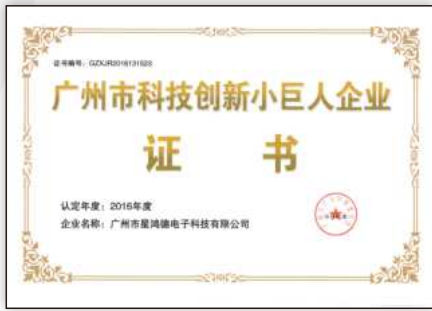 证书编号：GZXJR2016131523
广州市科技创新小巨人企业
证 书
认定年度：2016年度
企业名称：广州市星鸿德电子科技有限公司